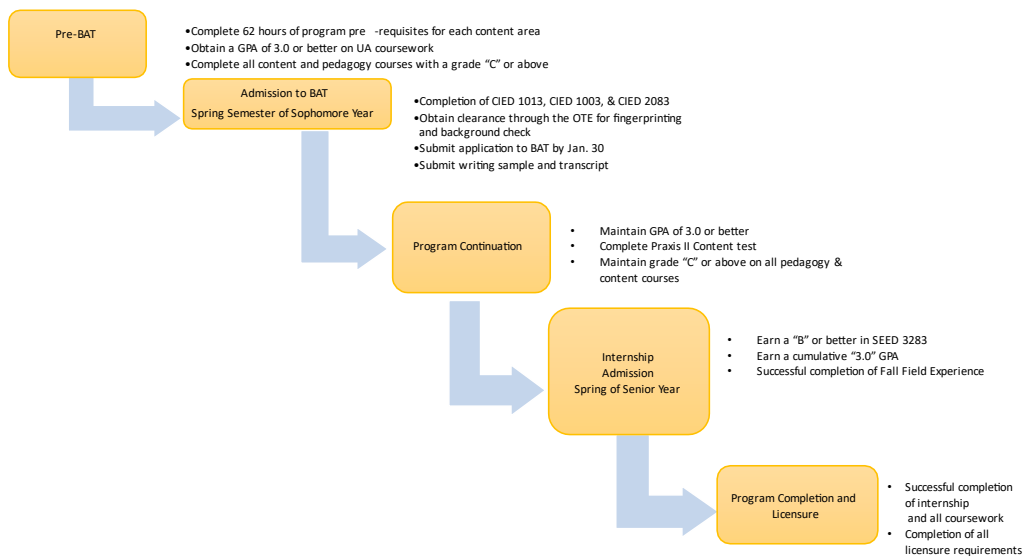 Pre-BAT
•Complete 62 hours of program pre -requisites for each content area
•Obtain a GPA of 3.0 or better on UA coursework
•Complete all content and pedagogy courses with a grade “C” or above
Admission to BAT
Spring Semester of Sophomore Year
•Completion of CIED 1013, CIED 1003, & CIED 2083
•Obtain clearance through the OTE for fingerprinting
and background check
•Submit application to BAT by Jan. 30
•Submit writing sample and transcript
Program Continuation
• Maintain GPA of 3.0 or better
• Complete Praxis II Content test
• Maintain grade “C” or above on all pedagogy &
content courses
Internship
Admission
Spring of Senior Year
• Earn a “B” or better in SEED 3283
• Earn a cumulative “3.0” GPA
• Successful completion of Fall Field Experience
Program Completion and
Licensure
• Successful completion
of internship
and all coursework
• Completion of all
licensure requirements